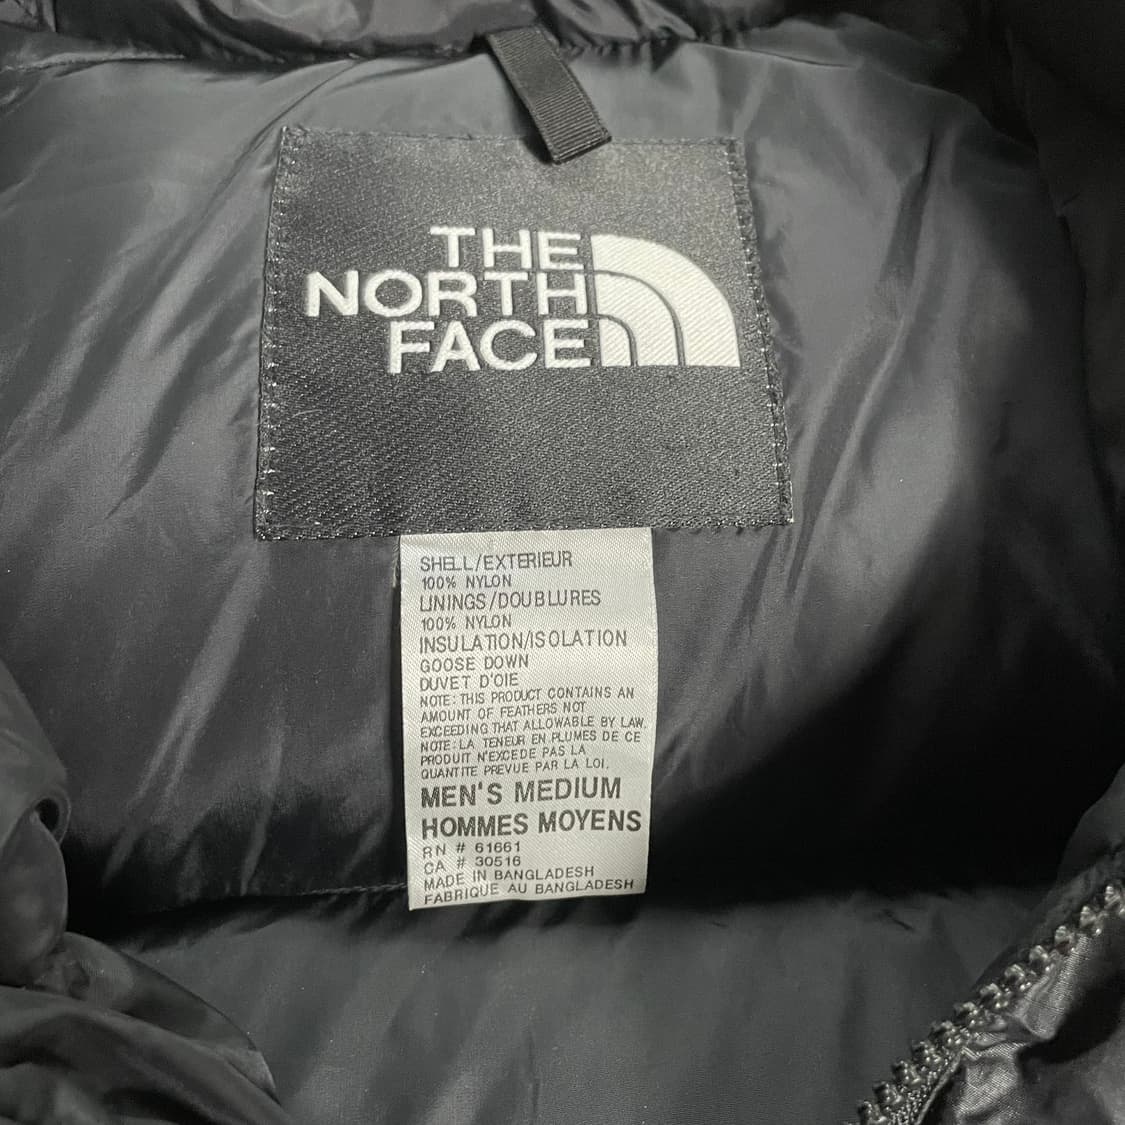 THE
NORTH
FACE
SHELL/EXTERIEUR
100% NYLON
LININGS/DOUBLURES
100% NYLON
INSULATION/ISOLATION
GOOSE DOWN
DUVET D'OIE
NOTE: THIS PRODUCT CONTAINS AN
AMOUNT OF FEATHERS NOT
EXCEEDING THAT ALLOWABLE BY LAW.
NOTE: LA TENEUR EN PLUMES DE CE
PRODUIT N'EXCEDE PAS LA
QUANTITE PREVUE PAR LA LOI.
MEN'S MEDIUM
HOMMES MOYENS
RN # 61661
CA # 30516
MADE IN BANGLADESH
FABRIQUE AU BANGLADESH